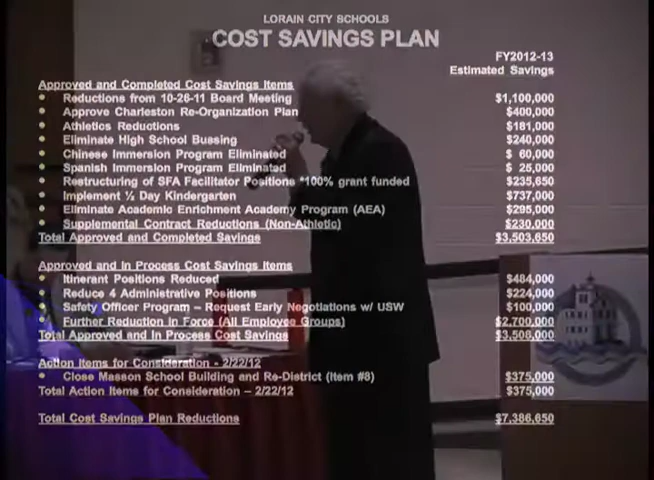 LORAIN CITY SCHOOLS
COST SAVINGS PLAN
FY2012-13
Estimated Savings
Approved and Completed Cost Savings Items
• Reductions from 10-26-11 Board Meeting $1,100,000
• Approve Charleston Re-Organization Plan $400,000
• Athletics Reductions $181,000
• Eliminate High School Bussing $240,000
• Chinese Immersion Program Eliminated $ 60,000
• Spanish Immersion Program Eliminated $ 25,000
• Restructuring of SFA Facilitator Positions *100% grant funded $235,650
• Implement ½ Day Kindergarten $737,000
• Eliminate Academic Enrichment Academy Program (AEA) $295,000
• Supplemental Contract Reductions (Non-Athletic) $230,000
Total Approved and Completed Savings $3,503,650
Approved and In Process Cost Savings Items
• Itinerant Positions Reduced $484,000
• Reduce 4 Administrative Positions $224,000
• Safety Officer Program – Request Early Negotiations w/ USW $100,000
• Further Reduction in Force (All Employee Groups) $2,700,000
Total Approved and In Process Cost Savings $3,508,000
Action Items for Consideration - 2/22/12
• Close Masson School Building and Re-District (Item #8) $375,000
Total Action Items for Consideration – 2/22/12 $375,000
Total Cost Savings Plan Reductions $7,386,650